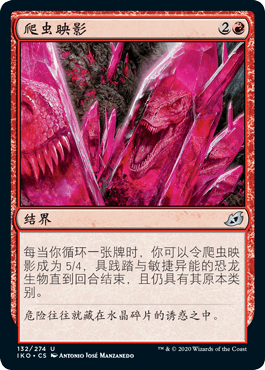 爬虫映影 2
结界
每当你循环一张牌时，你可以令爬虫映
影成为 5/4，具践踏与敏捷异能的恐龙
生物直到回合结束，且仍具有其原本类
别。
危险往往就藏在水晶碎片的诱惑之中。
132/274 U
IKO • CS ANTONIO JOSÉ MANZANEDO
™ & © 2020 Wizards of the Coast